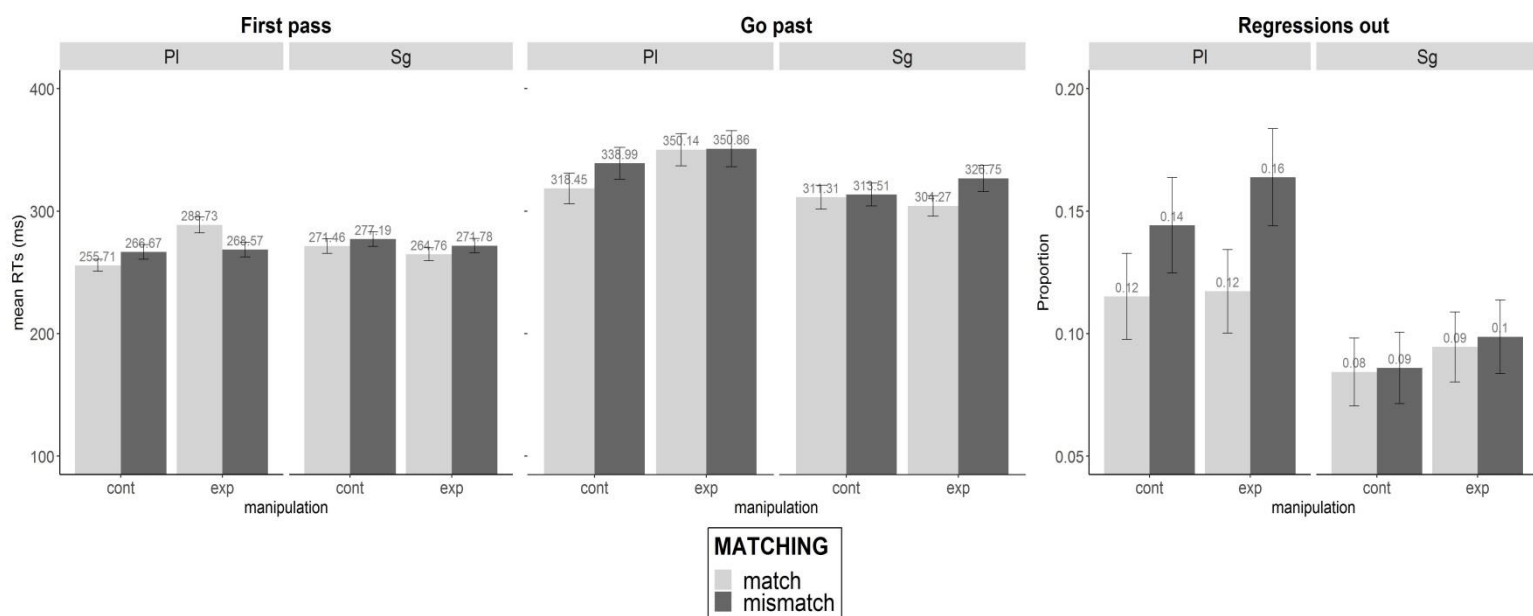 First pass
Go past
Regressions out
Pl
Sg
Pl
Sg
Pl
Sg
mean RTs (ms)
400
300
200
100
255.71
266.67
288.73
268.57
271.46
277.19
264.76
271.78
cont
exp
cont
exp
manipulation
318.45
338.99
350.14
350.86
311.31
313.51
304.27
326.75
cont
exp
cont
exp
manipulation
Proportion
0.20
0.15
0.10
0.05
0.12
0.14
0.12
0.16
0.08
0.09
0.09
0.1
cont
exp
cont
exp
manipulation
MATCHING
match
mismatch